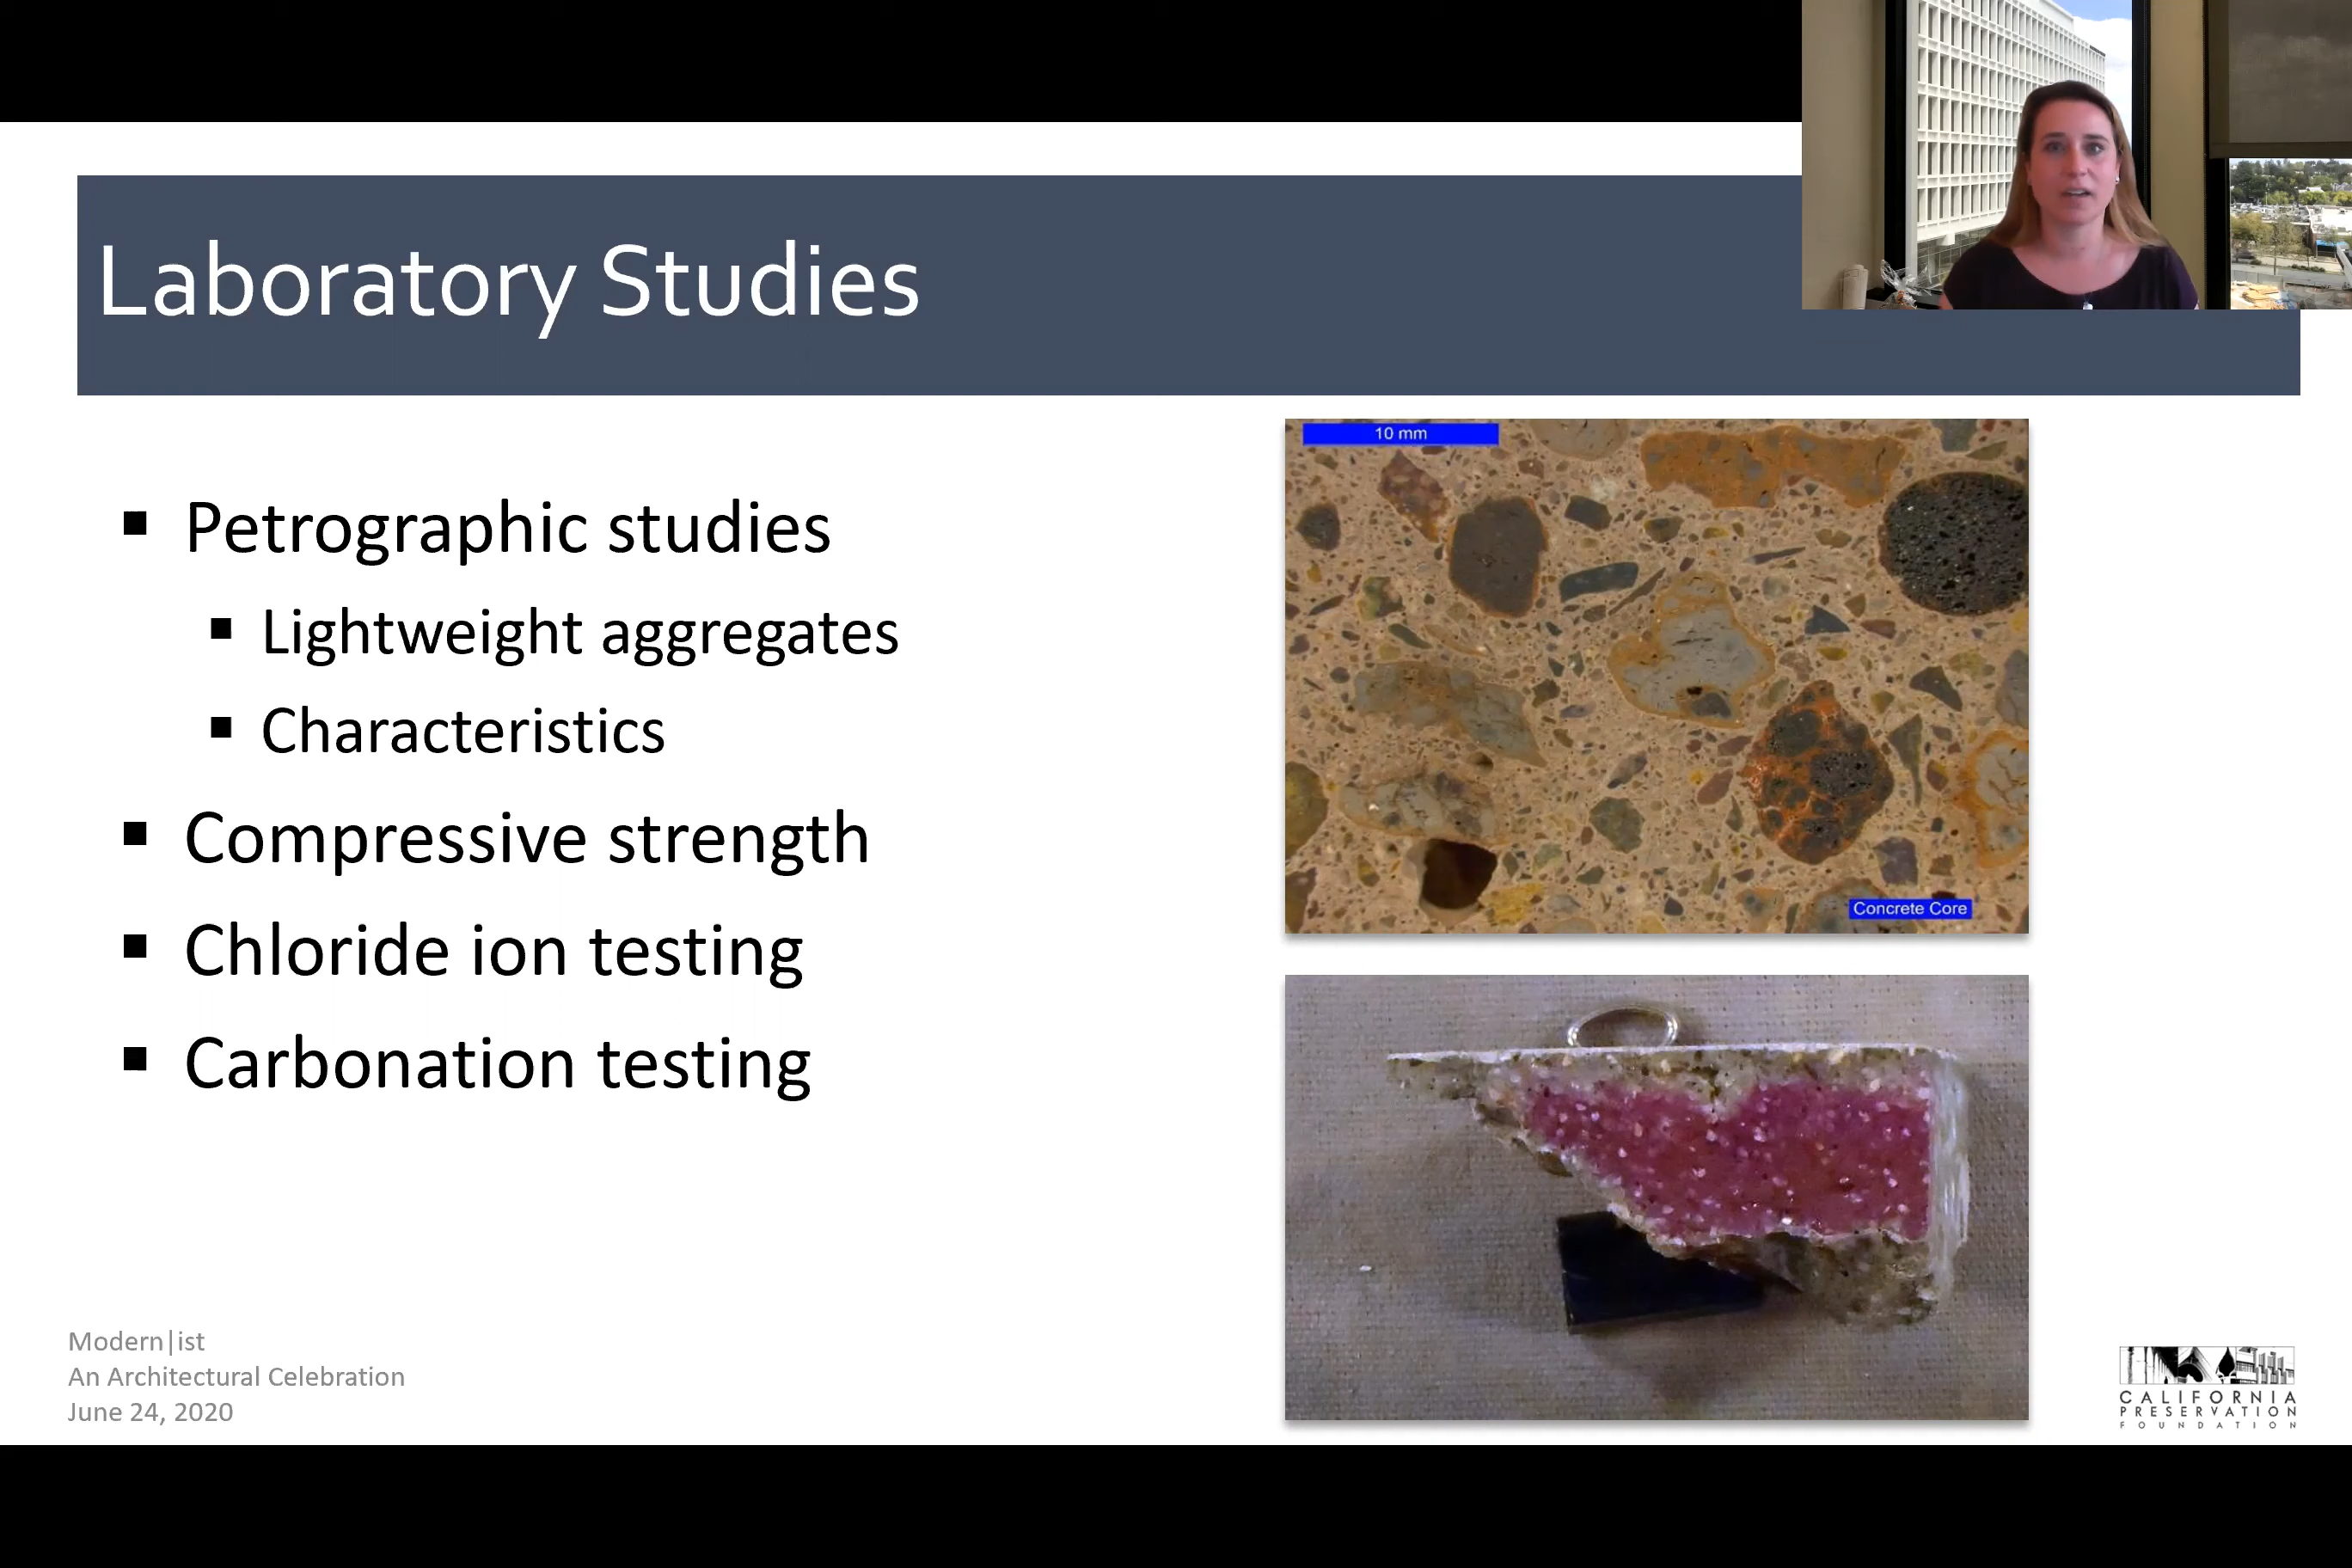 Laboratory Studies
Petrographic studies
Lightweight aggregates
Characteristics
Compressive strength
Chloride ion testing
Carbonation testing
10 mm
Concrete Core
Modern|ist
An Architectural Celebration
June 24, 2020
CALIFORNIA
PRESERVATION
FOUNDATION